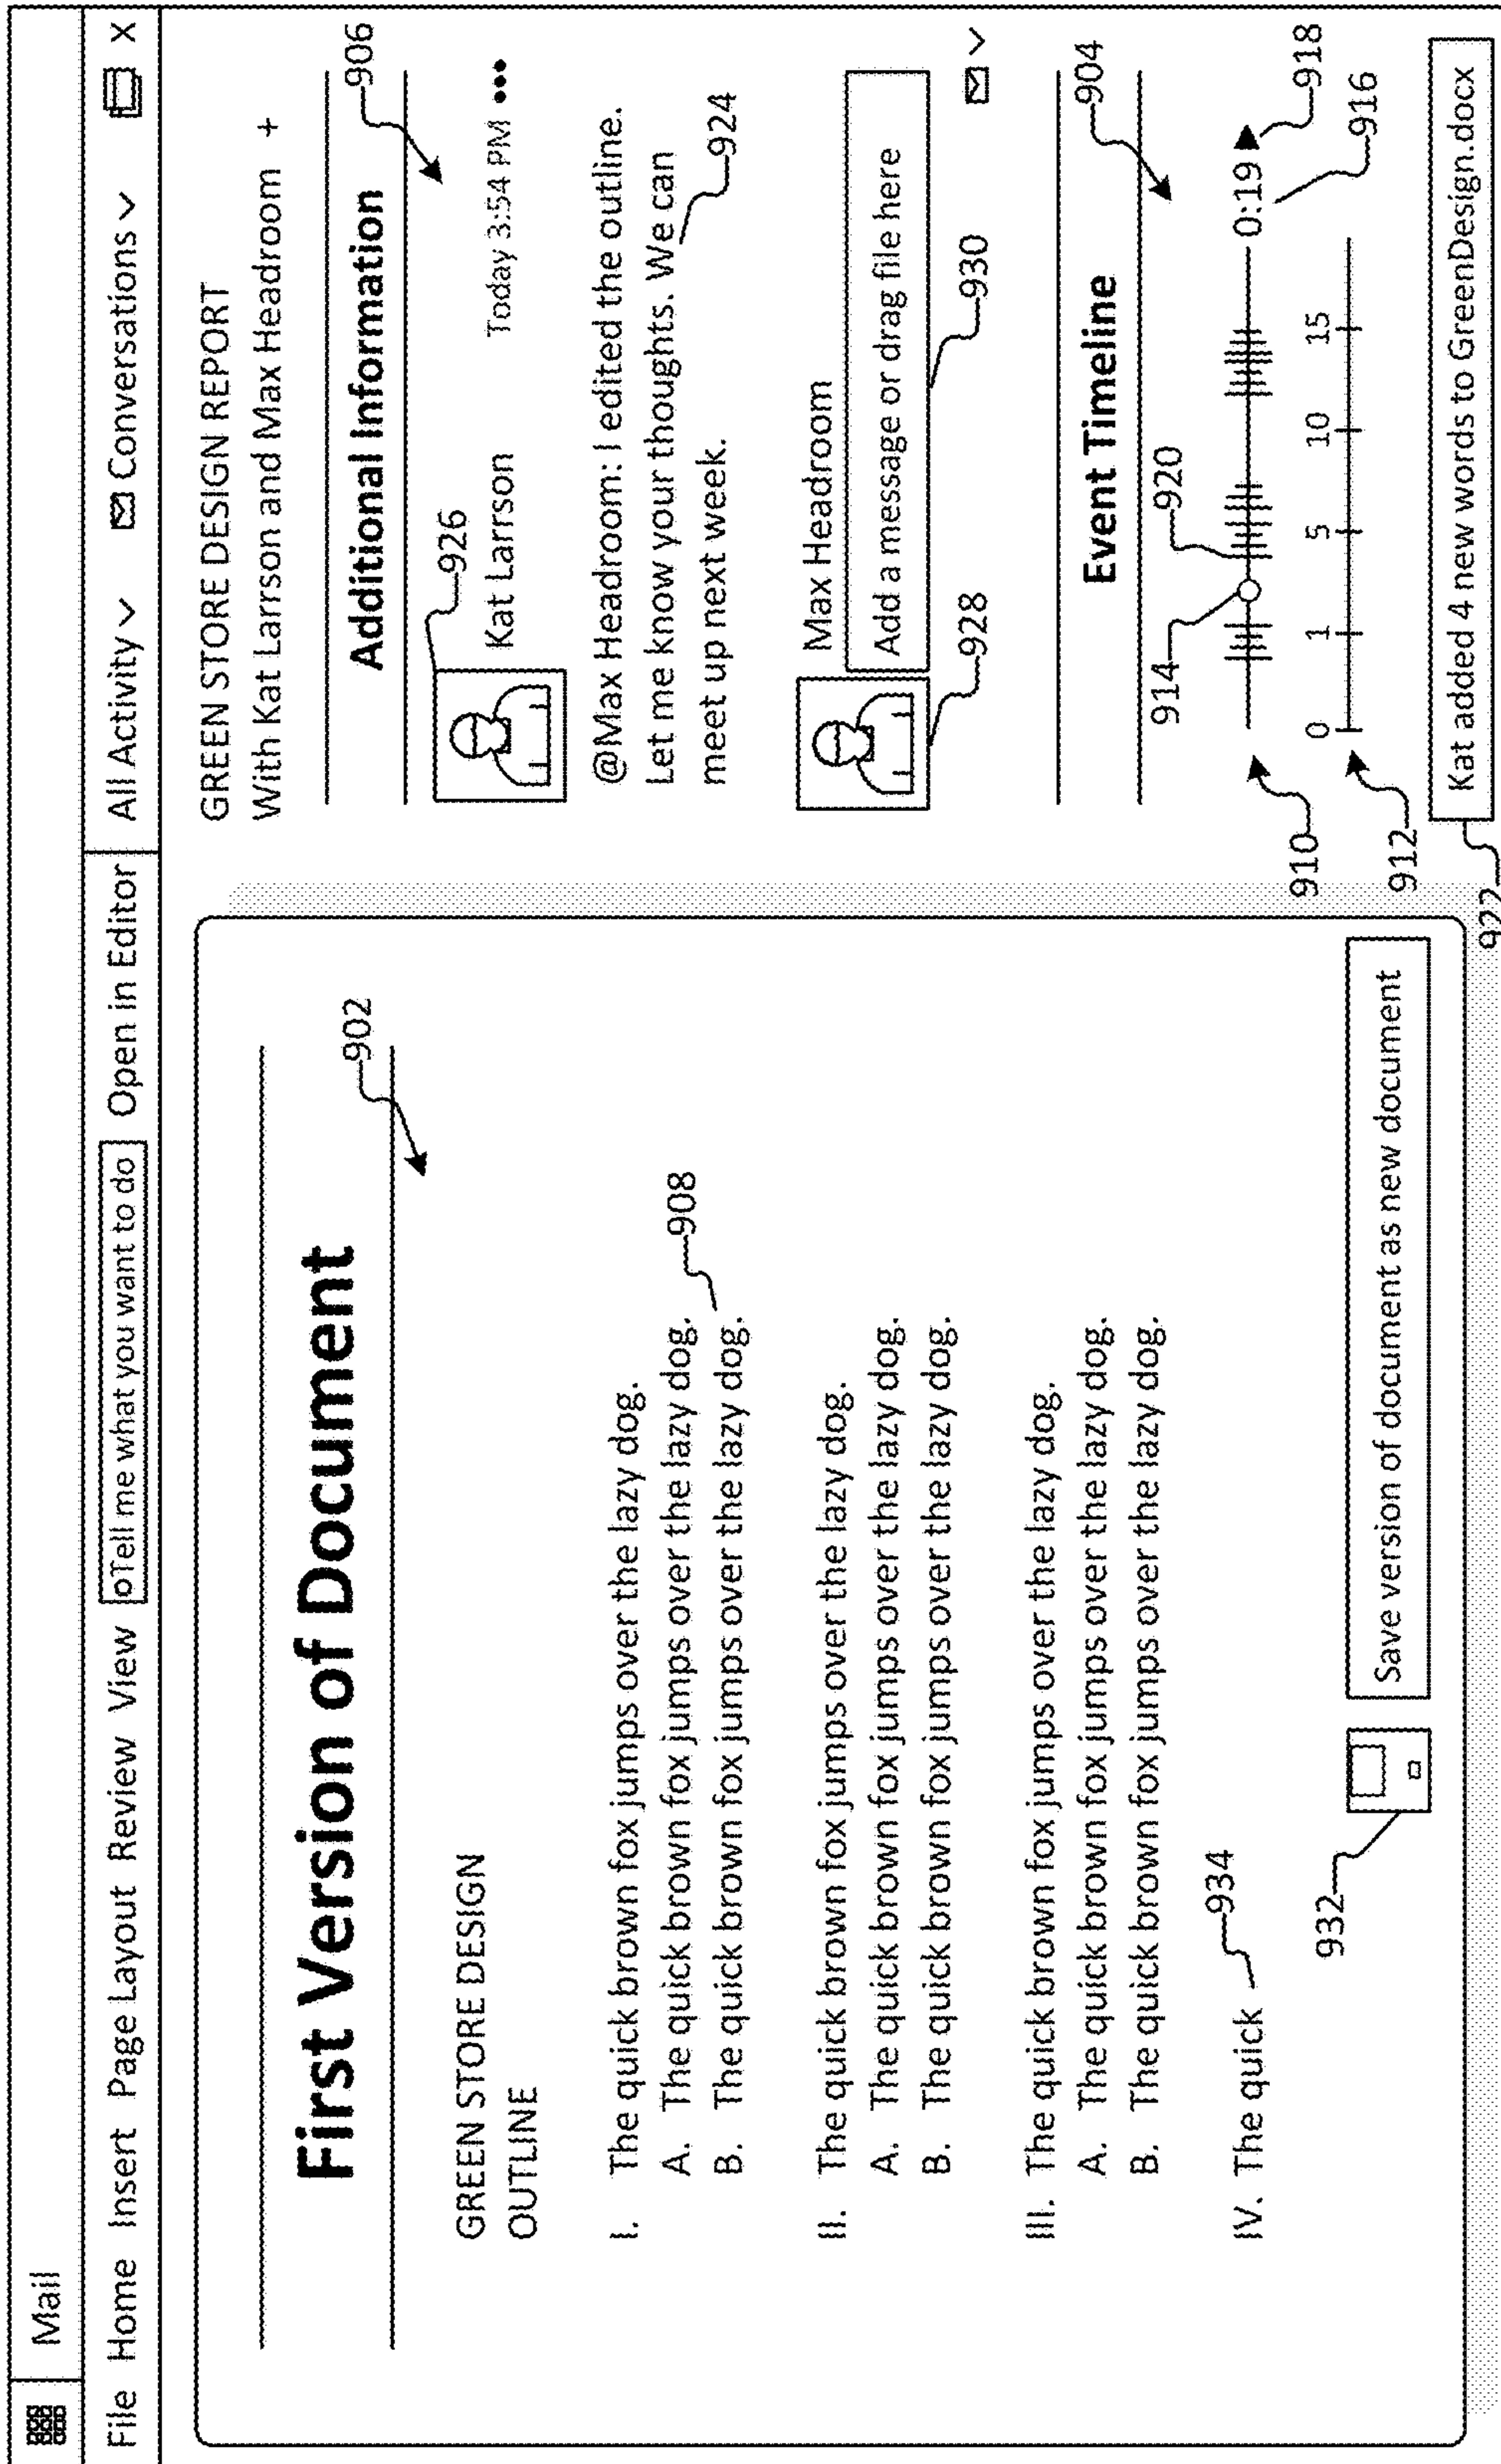 Mail
File Home Insert Page Layout Review View Tell me what you want to do Open in Editor All Activity Conversations X
First Version of Document
902
GREEN STORE DESIGN
OUTLINE
I. The quick brown fox jumps over the lazy dog.
A. The quick brown fox jumps over the lazy dog.
B. The quick brown fox jumps over the lazy dog.
908
II. The quick brown fox jumps over the lazy dog.
A. The quick brown fox jumps over the lazy dog.
B. The quick brown fox jumps over the lazy dog.
III. The quick brown fox jumps over the lazy dog.
A. The quick brown fox jumps over the lazy dog.
B. The quick brown fox jumps over the lazy dog.
IV. The quick
934
932
Save version of document as new document
GREEN STORE DESIGN REPORT
With Kat Larrson and Max Headroom +
Additional Information
906
926
Kat Larrson Today 3:54 PM •••
@Max Headroom: I edited the outline.
Let me know your thoughts. We can
meet up next week.
924
Max Headroom
Add a message or drag file here
928
930
Event Timeline
904
914
920
0:19
918
910
916
0 1 5 10 15
912
Kat added 4 new words to GreenDesign.docx
922